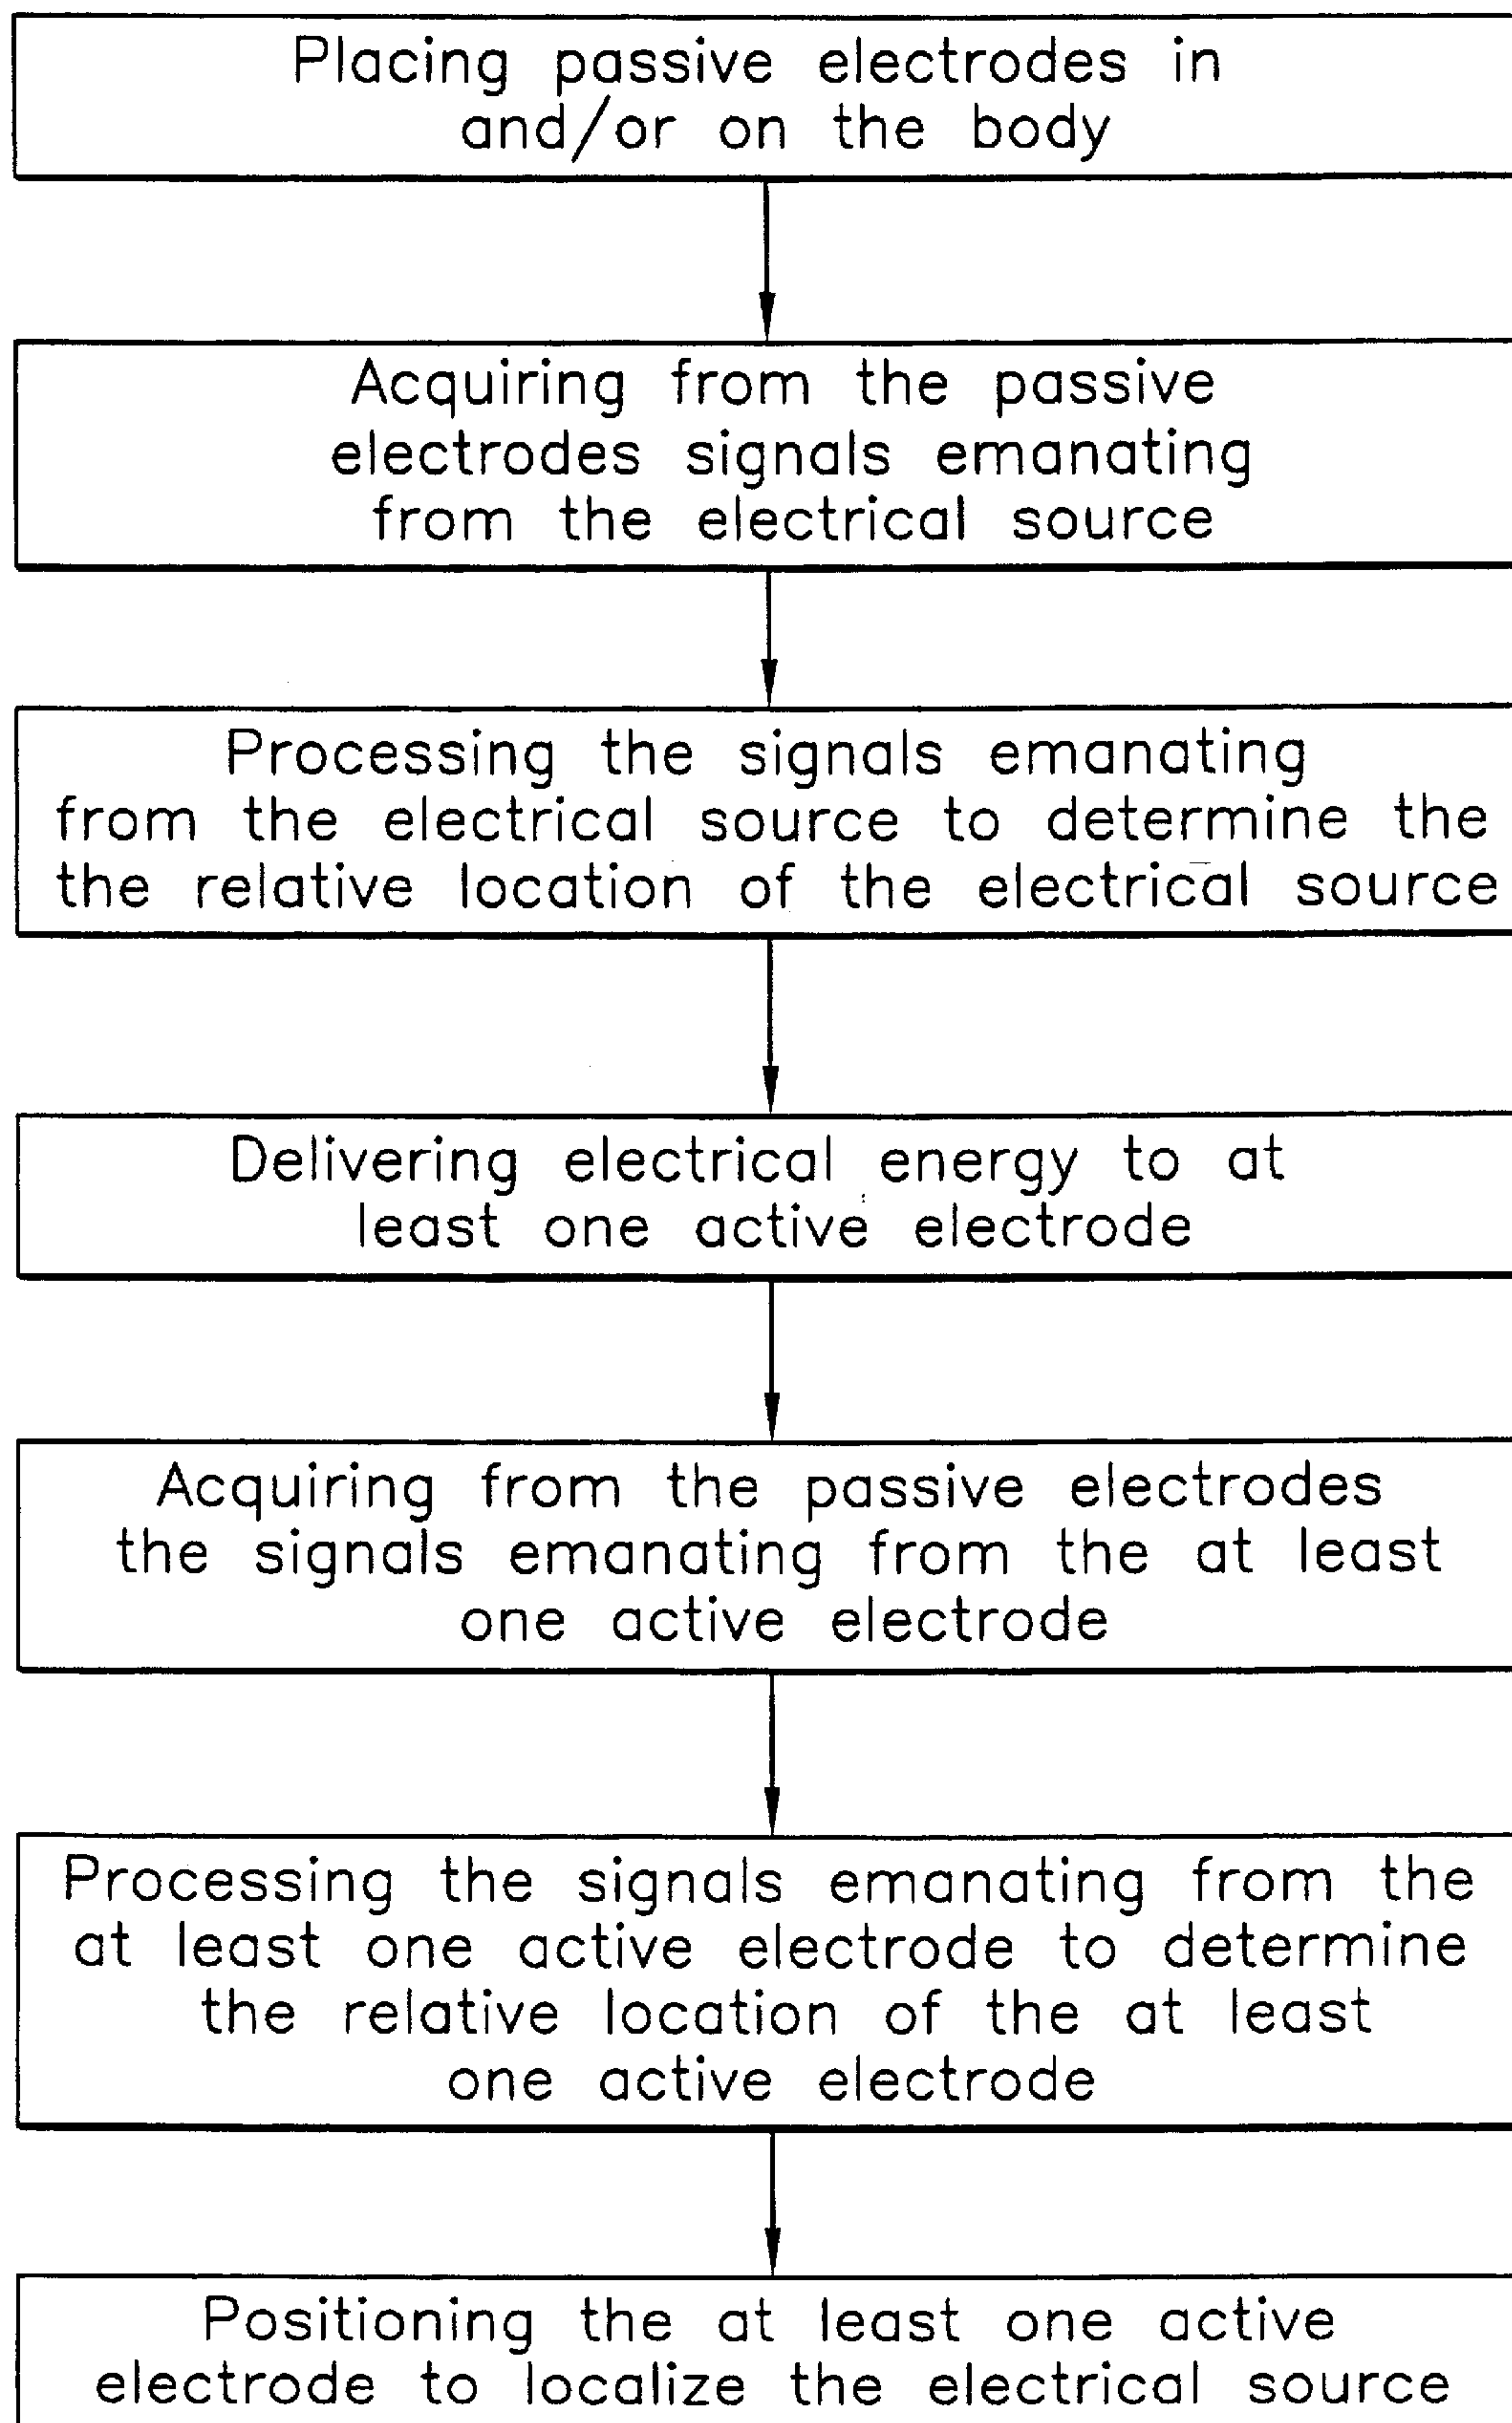 Placing passive electrodes in
and/or on the body
Acquiring from the passive
electrodes signals emanating
from the electrical source
Processing the signals emanating
from the electrical source to determine the
the relative location of the electrical source
Delivering electrical energy to at
least one active electrode
Acquiring from the passive electrodes
the signals emanating from the at least
one active electrode
Processing the signals emanating from the
at least one active electrode to determine
the relative location of the at least
one active electrode
Positioning the at least one active
electrode to localize the electrical source